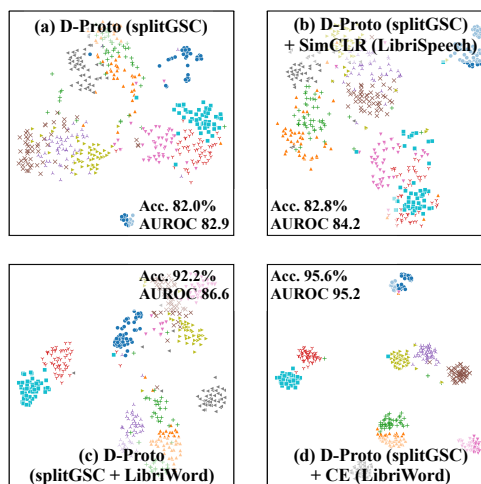 (a) D-Proto (splitGSC)
Acc. 82.0%
AUROC 82.9
(b) D-Proto (splitGSC)
+ SimCLR (LibriSpeech)
Acc. 82.8%
AUROC 84.2
Acc. 92.2%
AUROC 86.6
(c) D-Proto
(splitGSC + LibriWord)
Acc. 95.6%
AUROC 95.2
(d) D-Proto (splitGSC)
+ CE (LibriWord)